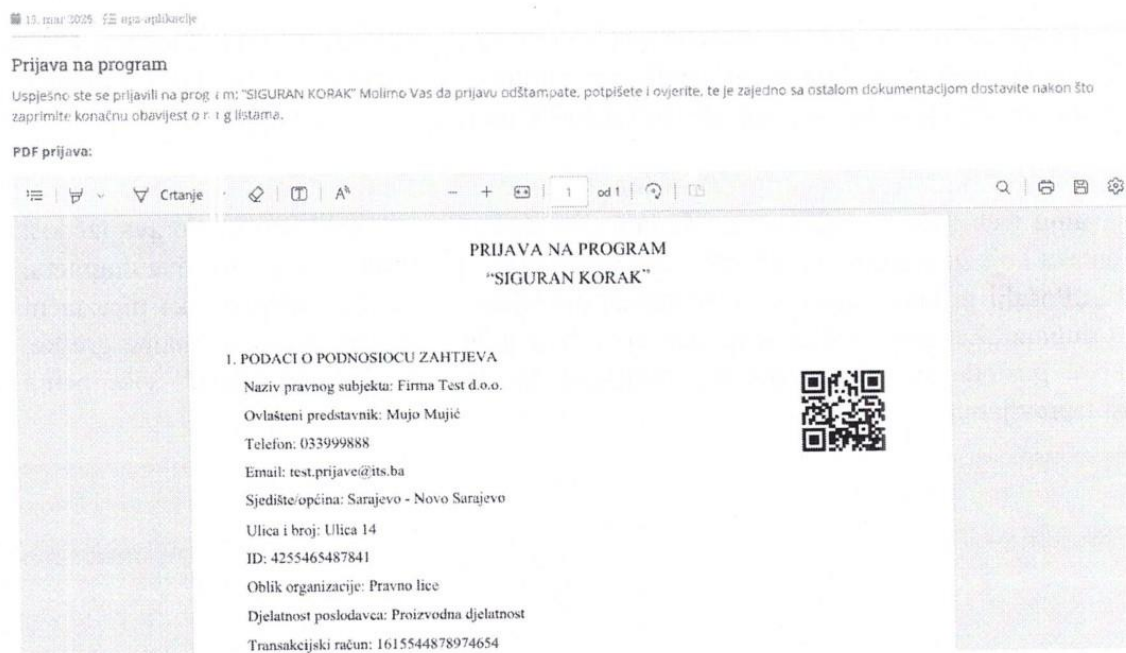 15. mar 2025
Prijava na program
Uspješno ste se prijavili na program: "SIGURAN KORAK" Molimo Vas da prijavu odštampate, potpišete i ovjerite, te je zajedno sa ostalom dokumentacijom dostavite nakon što
zaprimite konačnu obavijest o listama.
PDF prijava:
Crtanje 1 od 1
PRIJAVA NA PROGRAM
“SIGURAN KORAK”
1. PODACI O PODNOSIOCU ZAHTJEVA
Naziv pravnog subjekta: Firma Test d.o.o.
Ovlašteni predstavnik: Mujo Mujić
Telefon: 033999888
Email: test.prijave@its.ba
Sjedište/općina: Sarajevo - Novo Sarajevo
Ulica i broj: Ulica 14
ID: 4255465487841
Oblik organizacije: Pravno lice
Djelatnost poslodavca: Proizvodna djelatnost
Transakcijski račun: 1615544878974654